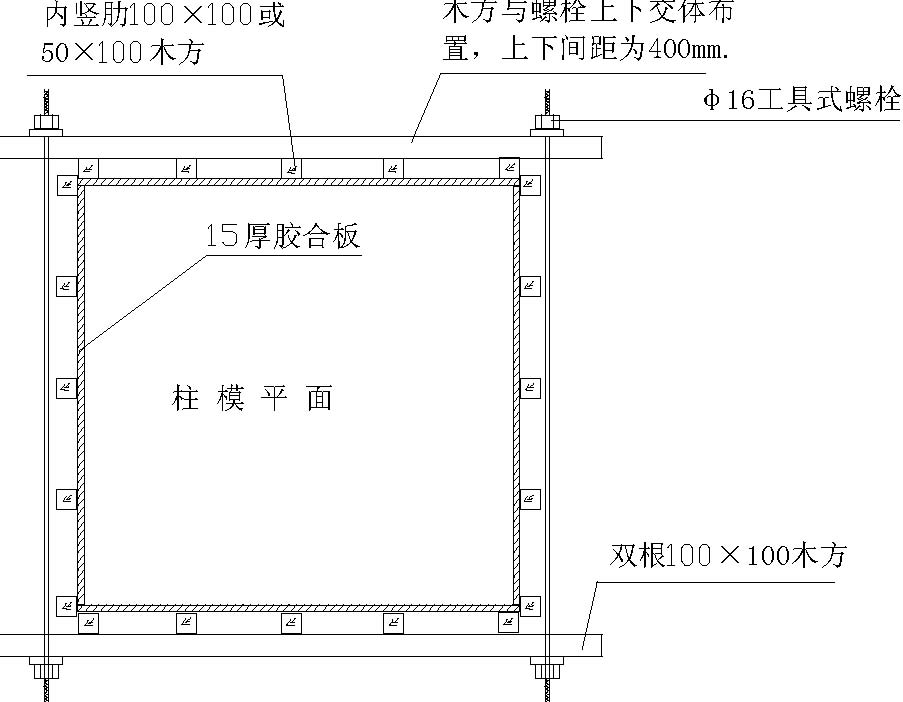 内竖肋100×100或
50×100木方
木方与螺栓上下交体布
置，上下间距为400mm.
φ16工具式螺栓
15厚胶合板
柱模平面
双根100×100木方